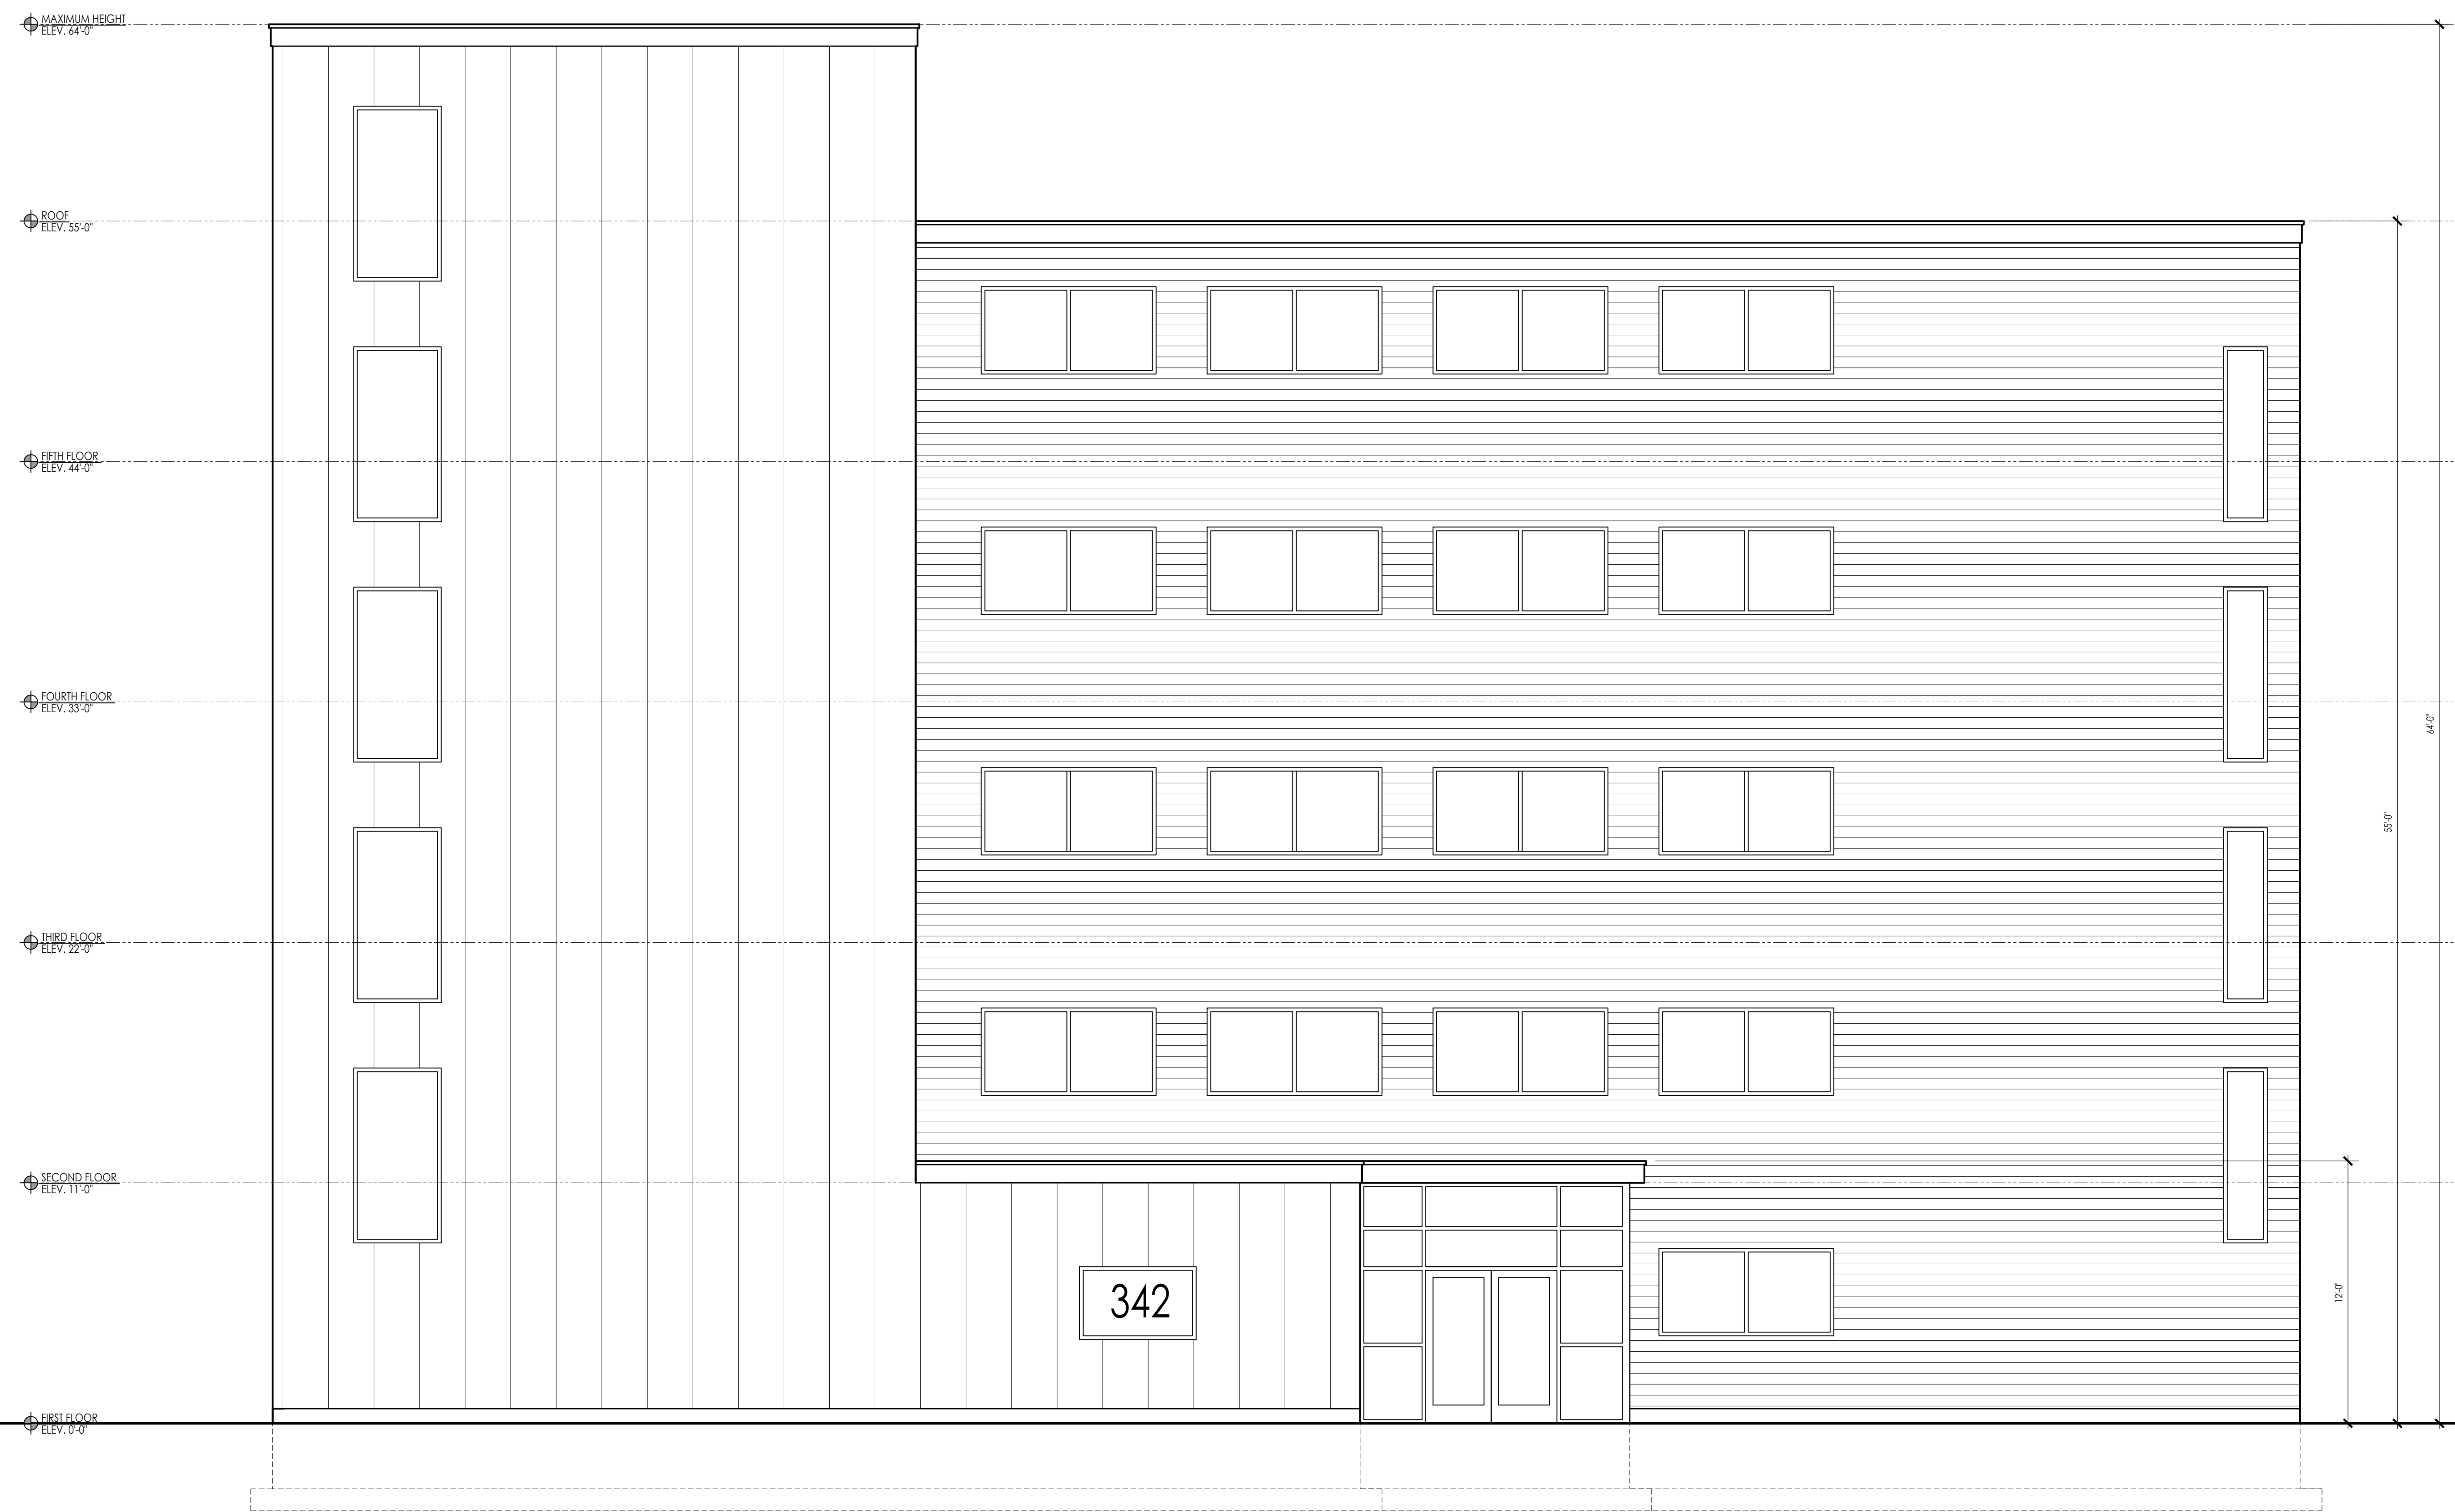 MAXIMUM HEIGHT
ELEV. 64'-0"
ROOF
ELEV. 55'-0"
FIFTH FLOOR
ELEV. 44'-0"
FOURTH FLOOR
ELEV. 33'-0"
64'-0"
55'-0"
THIRD FLOOR
ELEV. 22'-0"
SECOND FLOOR
ELEV. 11'-0"
342
12'-0"
FIRST FLOOR
ELEV. 0'-0"